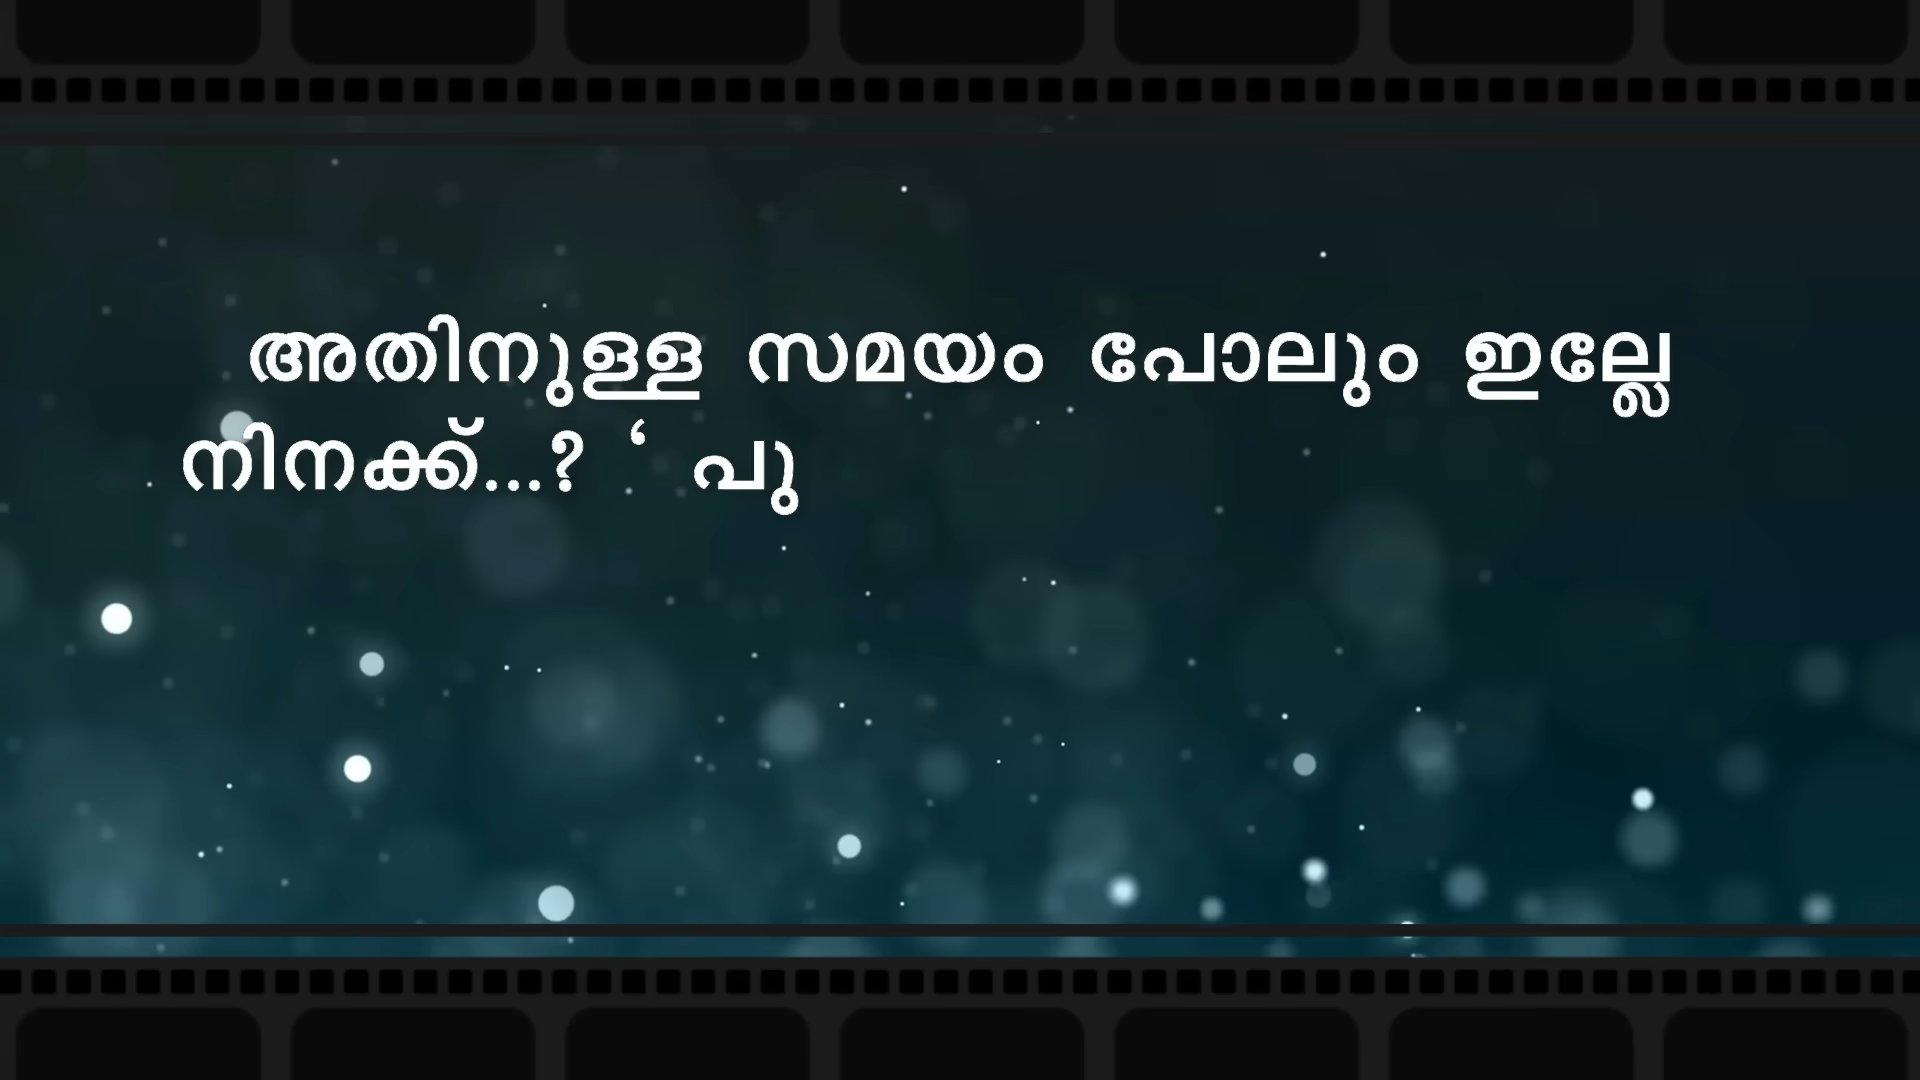 അതിനുള്ള സമയം പോലും ഇല്ലേ
നിനക്ക്...? ‘ പു